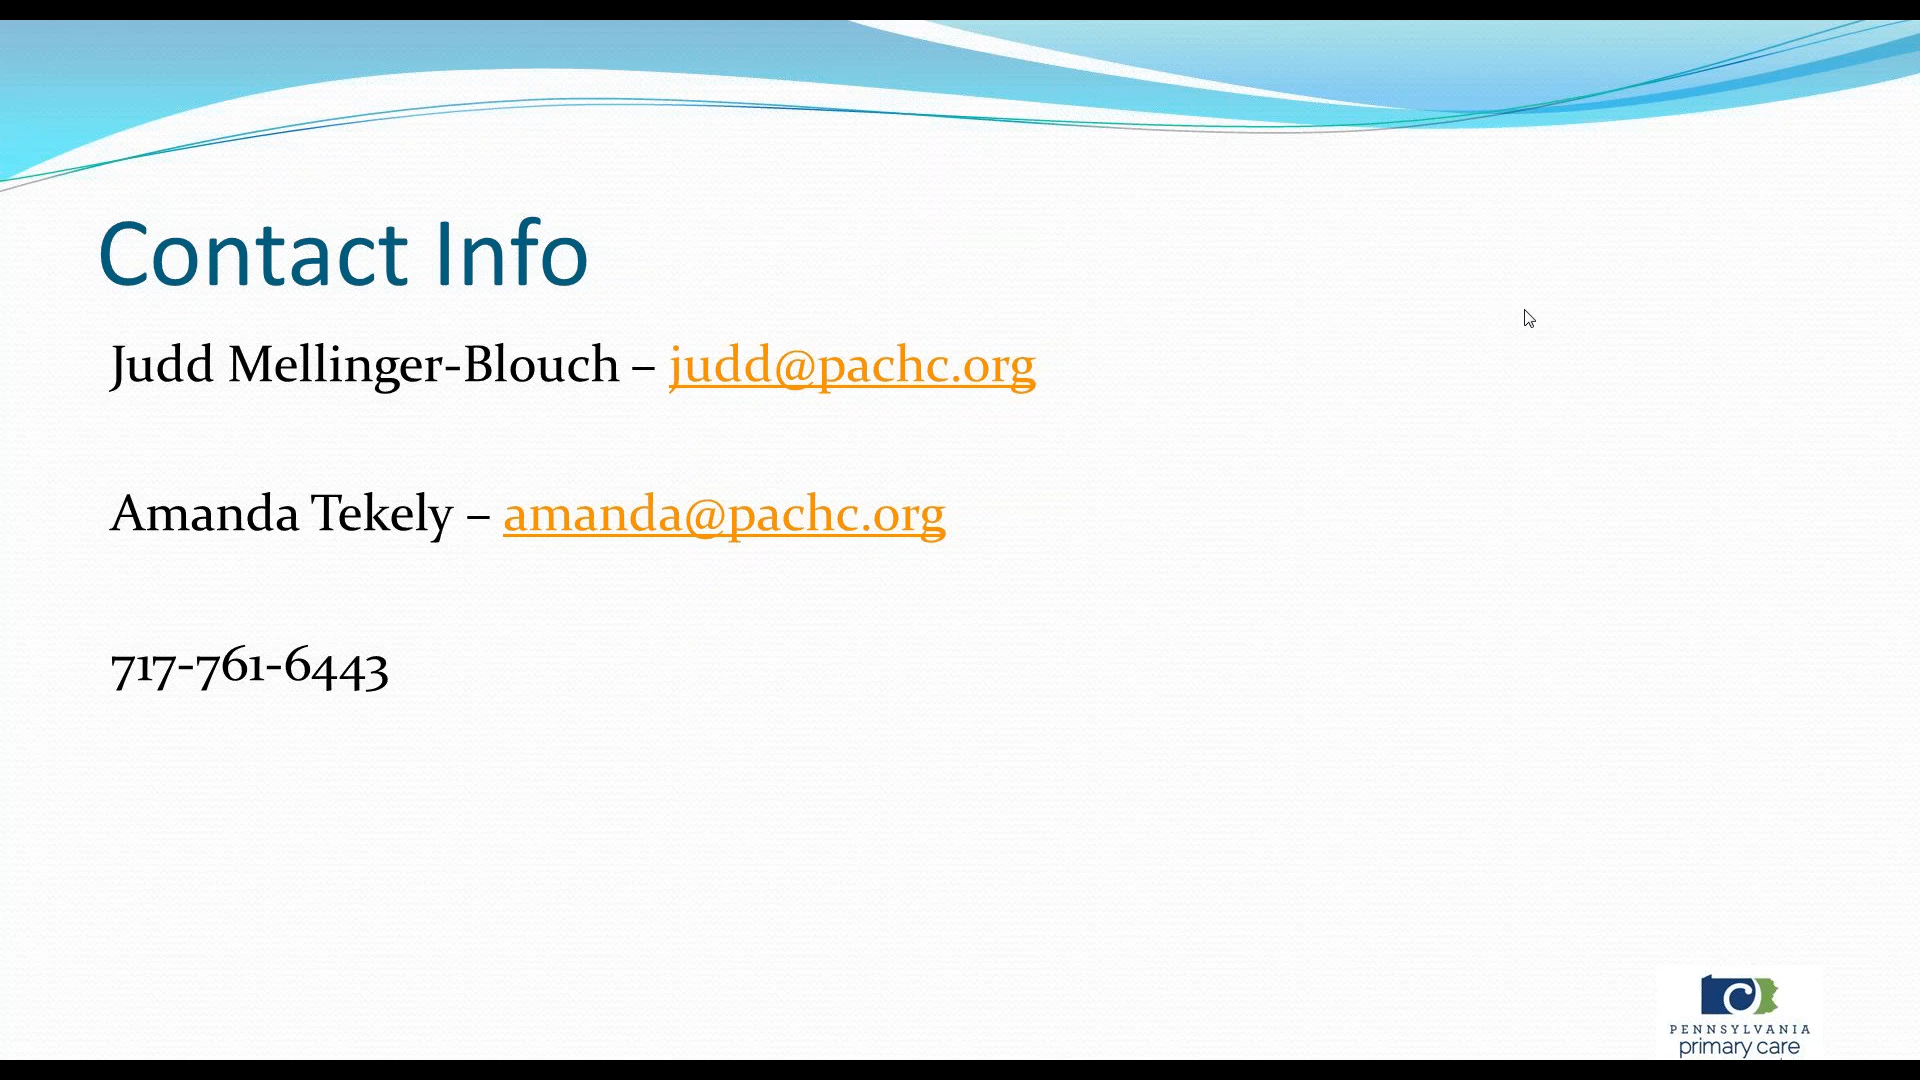 Contact Info
Judd Mellinger-Blouch – judd@pachc.org
Amanda Tekely – amanda@pachc.org
717-761-6443
PENNSYLVANIA
primary care